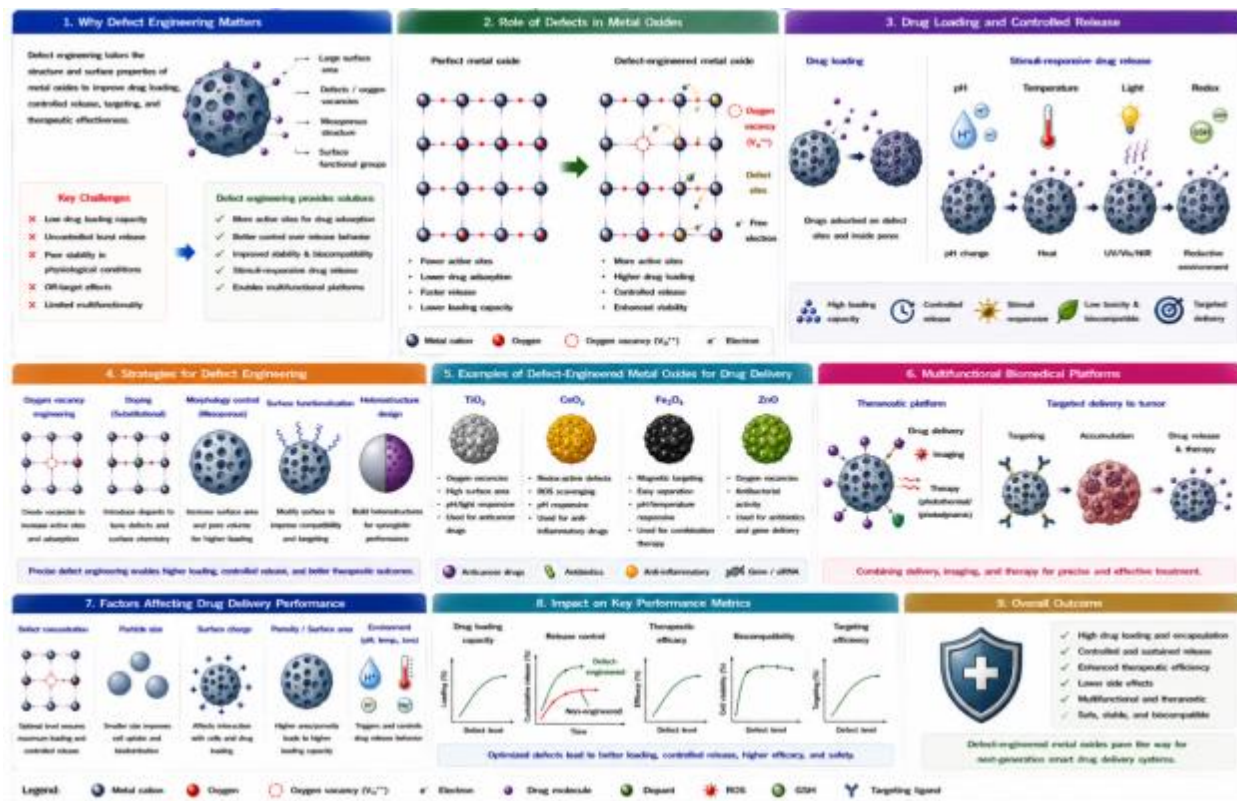 1. Why Defect Engineering Matters
Defect engineering tailors the
structure and surface properties of
metal oxides to improve drug loading,
controlled release, targeting, and
therapeutic effectiveness.
Large surface
area
Defects / oxygen
vacancies
Mesoporous
structure
Surface
functional groups
Key Challenges
Low drug loading capacity
Uncontrolled burst release
Poor stability in
physiological conditions
Off-target effects
Limited multifunctionality
Defect engineering provides solutions
More active sites for drug adsorption
Better control over release behavior
Improved stability & biocompatibility
Stimuli-responsive drug release
Enables multifunctional platforms
2. Role of Defects in Metal Oxides
Perfect metal oxide
Defect-engineered metal oxide
Oxygen
vacancy
(V₀••)
Defect
sites
e⁻ Free
electron
Fewer active sites
Lower drug adsorption
Faster release
Lower loading capacity
More active sites
Higher drug loading
Controlled release
Enhanced stability
Metal cation
Oxygen
Oxygen vacancy (V₀••)
e⁻ Electron
3. Drug Loading and Controlled Release
Drug loading
Drugs adsorbed on defect
sites and inside pores
Stimuli-responsive drug release
pH
Temperature
Light
Redox
H⁺
GSH
pH change
Heat
UV/Vis/NIR
Reductive
environment
High loading
capacity
Controlled
release
Stimuli
responsive
Low toxicity &
biocompatible
Targeted
delivery
4. Strategies for Defect Engineering
Oxygen vacancy
engineering
Create vacancies to
increase active sites
and adsorption
Doping
(Substitutional)
Introduce dopants to
tune defects and
surface chemistry
Morphology control
(Mesoporous)
Increase surface area
and pore volume
for higher loading
Surface functionalization
Modify surface to
improve compatibility
and targeting
Heterostructure
design
Build heterostructures
for synergistic
performance
Precise defect engineering enables higher loading, controlled release, and better therapeutic outcomes.
5. Examples of Defect-Engineered Metal Oxides for Drug Delivery
TiO₂
Oxygen vacancies
High surface area
pH/light responsive
Used for anticancer
drugs
CeO₂
Redox-active defects
ROS scavenging
pH responsive
Used for anti-
inflammatory drugs
Fe₃O₄
Magnetic targeting
Easy separation
pH/temperature
responsive
Used for combination
therapy
ZnO
Oxygen vacancies
Antibacterial
activity
Used for antibiotics
and gene delivery
Anticancer drugs
Antibiotics
Anti-inflammatory
Gene / siRNA
6. Multifunctional Biomedical Platforms
Theranostic platform
Drug delivery
Imaging
Therapy
(photothermal/
photodynamic)
Targeted delivery to tumor
Targeting
Accumulation
Drug release
& therapy
Combining delivery, imaging, and therapy for precise and effective treatment.
7. Factors Affecting Drug Delivery Performance
Defect concentration
Optimal level ensures
maximum loading and
controlled release
Particle size
Smaller size improves
cell uptake and
biodistribution
Surface charge
Affects interaction
with cells and drug
loading
Porosity / Surface area
Higher area/porosity
leads to higher
loading capacity
Environment
(pH, temp., ions)
H⁺
Triggers and controls
drug release behavior
8. Impact on Key Performance Metrics
Drug loading
capacity
Loading (%)
Defect level
Release control
Cumulative release (%)
Defect-
engineered
Non-engineered
Time
Therapeutic
efficacy
Efficacy (%)
Defect level
Biocompatibility
Cell viability (%)
Defect level
Targeting
efficiency
Targeting (%)
Defect level
Optimized defects lead to better loading, controlled release, higher efficacy, and safety.
9. Overall Outcome
High drug loading and encapsulation
Controlled and sustained release
Enhanced therapeutic efficiency
Lower side effects
Multifunctional and theranostic
Safe, stable, and biocompatible
Defect-engineered metal oxides pave the way for
next-generation smart drug delivery systems.
Legend:
Metal cation
Oxygen
Oxygen vacancy (V₀••)
e⁻ Electron
Drug molecule
Dopant
ROS
GSH
Targeting ligand